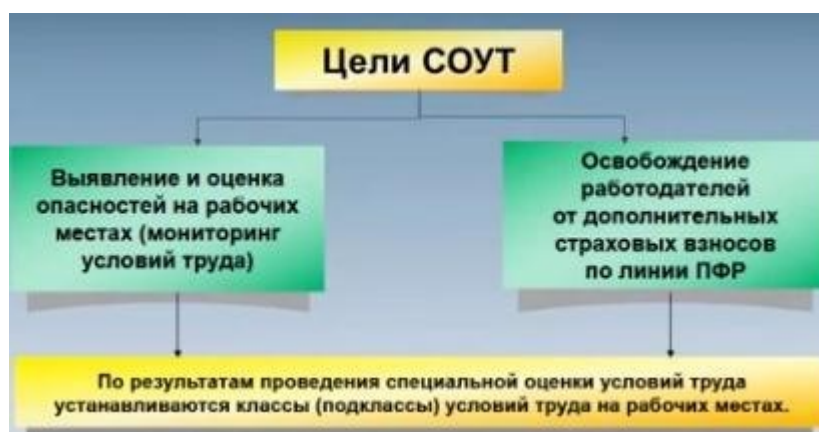 Цели СОУТ
Выявление и оценка
опасностей на рабочих
местах (мониторинг
условий труда)
Освобождение
работодателей
от дополнительных
страховых взносов
по линии ПФР
По результатам проведения специальной оценки условий труда
устанавливаются классы (подклассы) условий труда на рабочих местах.